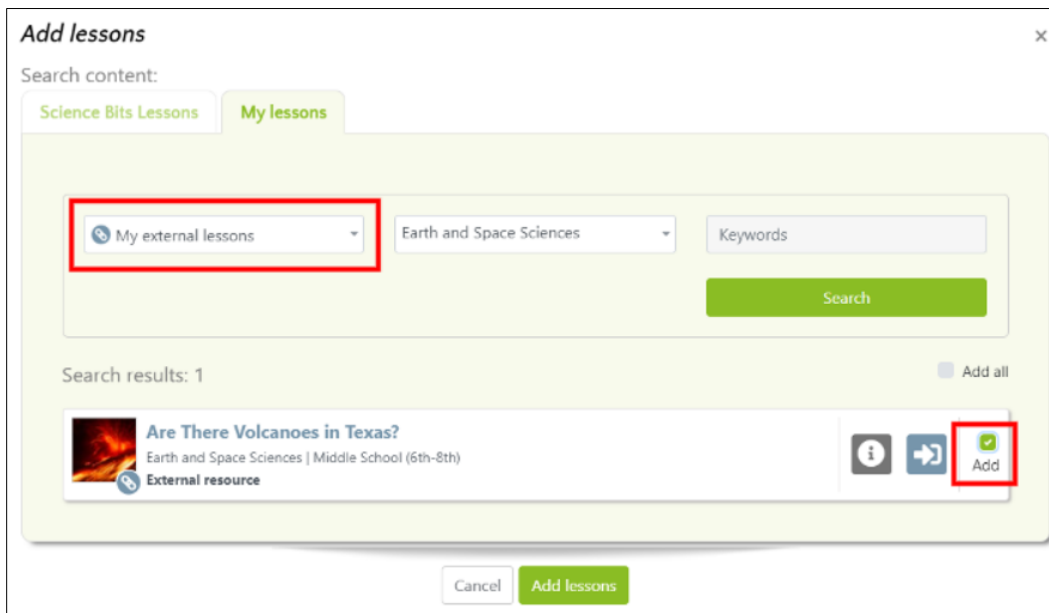 Add lessons
×
Search content:
Science Bits Lessons
My lessons
My external lessons
Earth and Space Sciences
Keywords
Search
Search results: 1
Add all
Are There Volcanoes in Texas?
Earth and Space Sciences | Middle School (6th-8th)
External resource
Add
Cancel
Add lessons